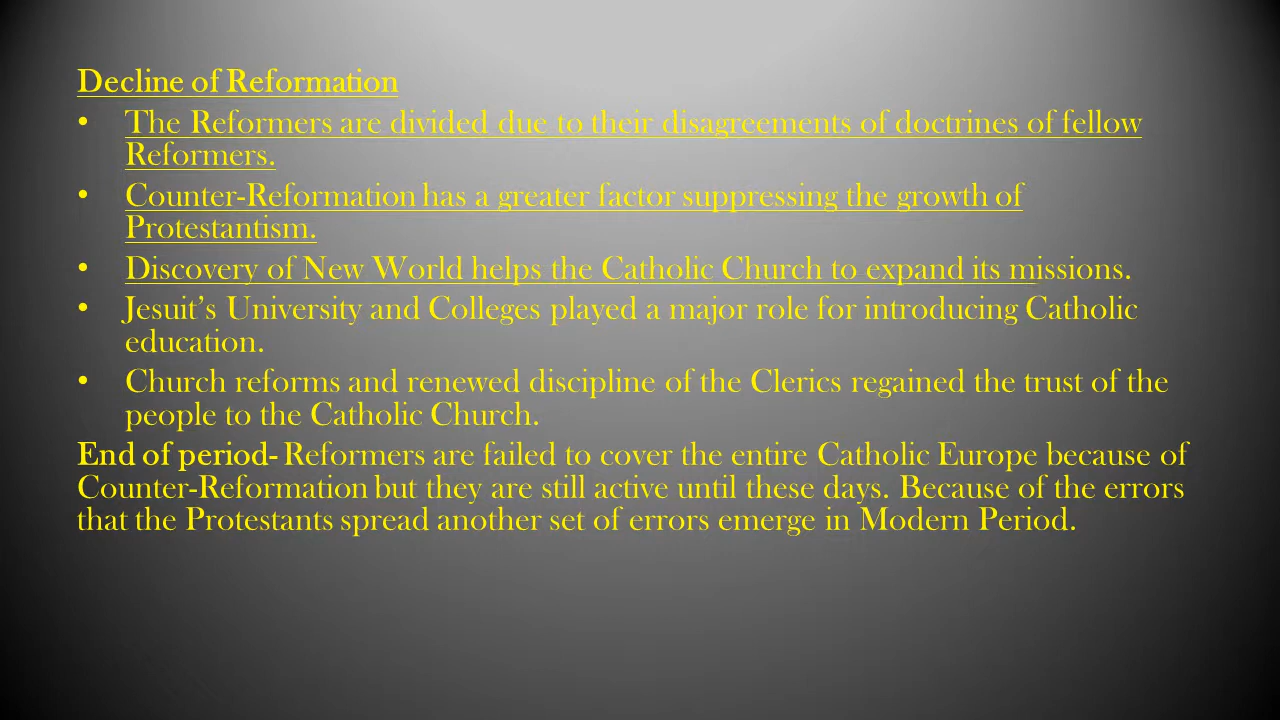 Decline of Reformation
• The Reformers are divided due to their disagreements of doctrines of fellow
Reformers.
• Counter-Reformation has a greater factor suppressing the growth of
Protestantism.
• Discovery of New World helps the Catholic Church to expand its missions.
• Jesuit’s University and Colleges played a major role for introducing Catholic
education.
• Church reforms and renewed discipline of the Clerics regained the trust of the
people to the Catholic Church.
End of period- Reformers are failed to cover the entire Catholic Europe because of
Counter-Reformation but they are still active until these days. Because of the errors
that the Protestants spread another set of errors emerge in Modern Period.